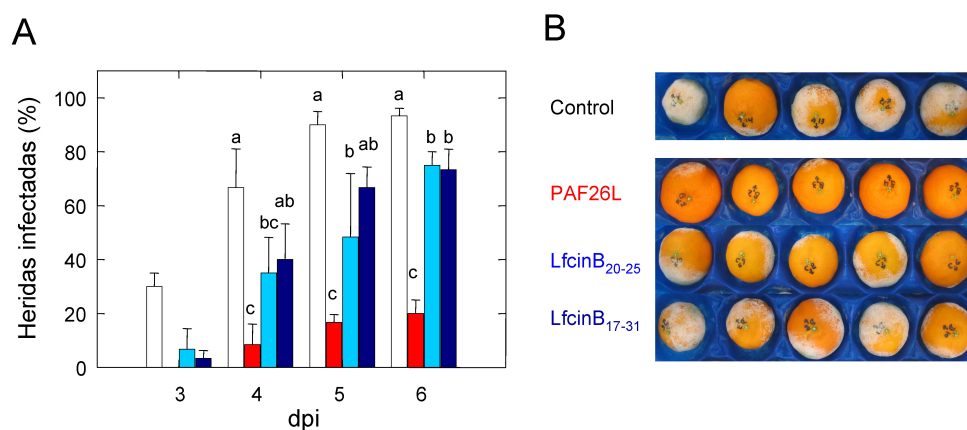 A
Heridas infectadas (%)
100
80
60
40
20
0
a
a
a
ab
bc
c
b
ab
c
b
b
c
3
4
5
6
dpi
B
Control
PAF26L
LfcinB20-25
LfcinB17-31